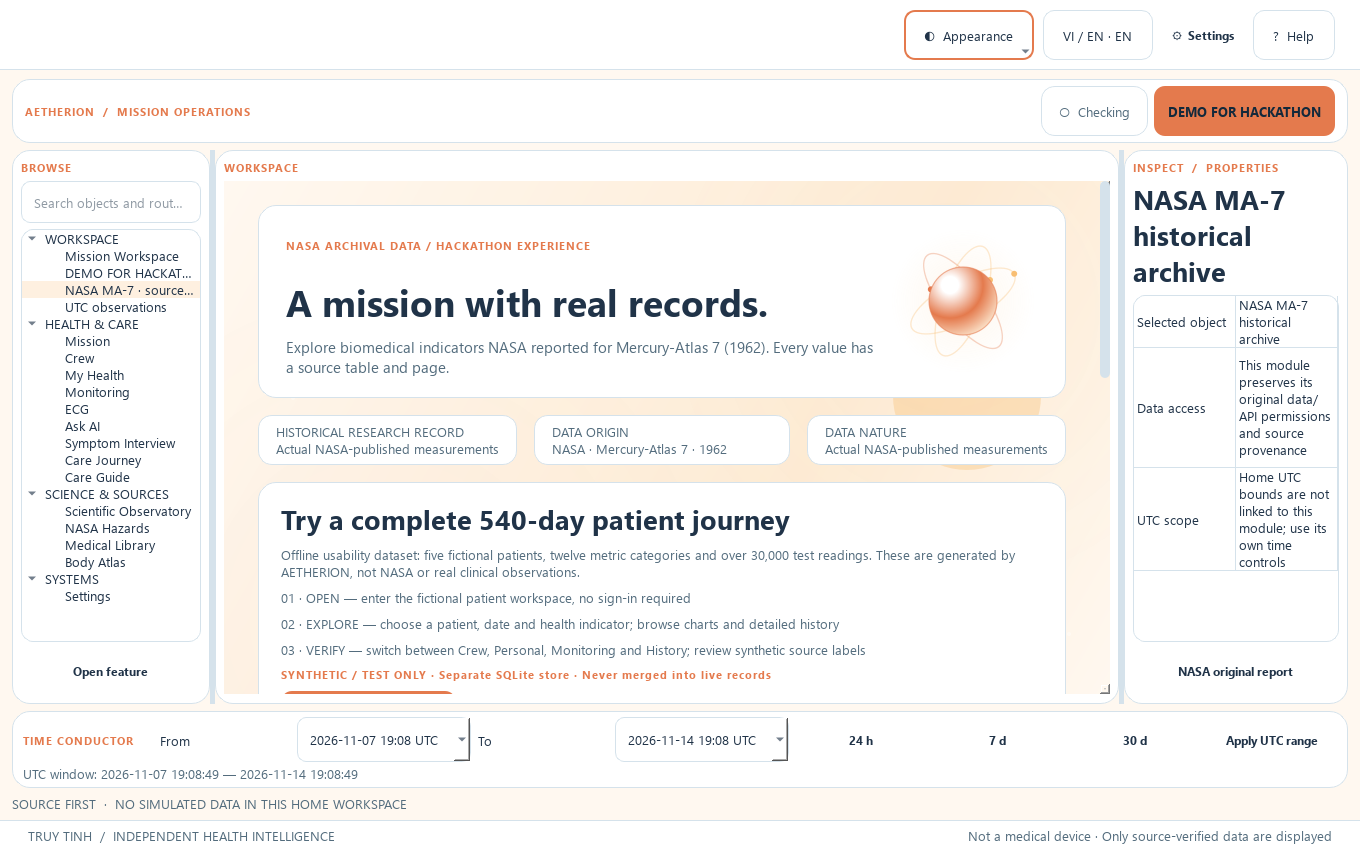 ◐ Appearance
VI / EN · EN
⚙ Settings
? Help
AETHERION / MISSION OPERATIONS
○ Checking
DEMO FOR HACKATHON
BROWSE
Search objects and rout...
WORKSPACE
Mission Workspace
DEMO FOR HACKAT...
NASA MA-7 · source...
UTC observations
HEALTH & CARE
Mission
Crew
My Health
Monitoring
ECG
Ask AI
Symptom Interview
Care Journey
Care Guide
SCIENCE & SOURCES
Scientific Observatory
NASA Hazards
Medical Library
Body Atlas
SYSTEMS
Settings
Open feature
WORKSPACE
NASA ARCHIVAL DATA / HACKATHON EXPERIENCE
A mission with real records.
Explore biomedical indicators NASA reported for Mercury-Atlas 7 (1962). Every value has
a source table and page.
HISTORICAL RESEARCH RECORD
Actual NASA-published measurements
DATA ORIGIN
NASA · Mercury-Atlas 7 · 1962
DATA NATURE
Actual NASA-published measurements
Try a complete 540-day patient journey
Offline usability dataset: five fictional patients, twelve metric categories and over 30,000 test readings. These are generated by
AETHERION, not NASA or real clinical observations.
01 · OPEN — enter the fictional patient workspace, no sign-in required
02 · EXPLORE — choose a patient, date and health indicator; browse charts and detailed history
03 · VERIFY — switch between Crew, Personal, Monitoring and History; review synthetic source labels
SYNTHETIC / TEST ONLY · Separate SQLite store · Never merged into live records
INSPECT / PROPERTIES
NASA MA-7
historical
archive
Selected object
NASA MA-7
historical
archive
Data access
This module
preserves its
original data/
API permissions
and source
provenance
UTC scope
Home UTC
bounds are not
linked to this
module; use its
own time
controls
NASA original report
TIME CONDUCTOR
From
2026-11-07 19:08 UTC
To
2026-11-14 19:08 UTC
24 h
7 d
30 d
Apply UTC range
UTC window: 2026-11-07 19:08:49 — 2026-11-14 19:08:49
SOURCE FIRST · NO SIMULATED DATA IN THIS HOME WORKSPACE
TRUY TINH / INDEPENDENT HEALTH INTELLIGENCE
Not a medical device · Only source-verified data are displayed